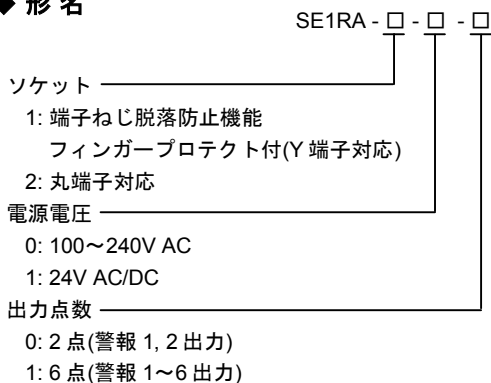 ◆ 形 名
SE1RA - □ - □ - □
ソケット
1: 端子ねじ脱落防止機能
フィンガープロテクト付(Y 端子対応)
2: 丸端子対応
電源電圧
0: 100～240V AC
1: 24V AC/DC
出力点数
0: 2 点(警報 1, 2 出力)
1: 6 点(警報 1～6 出力)